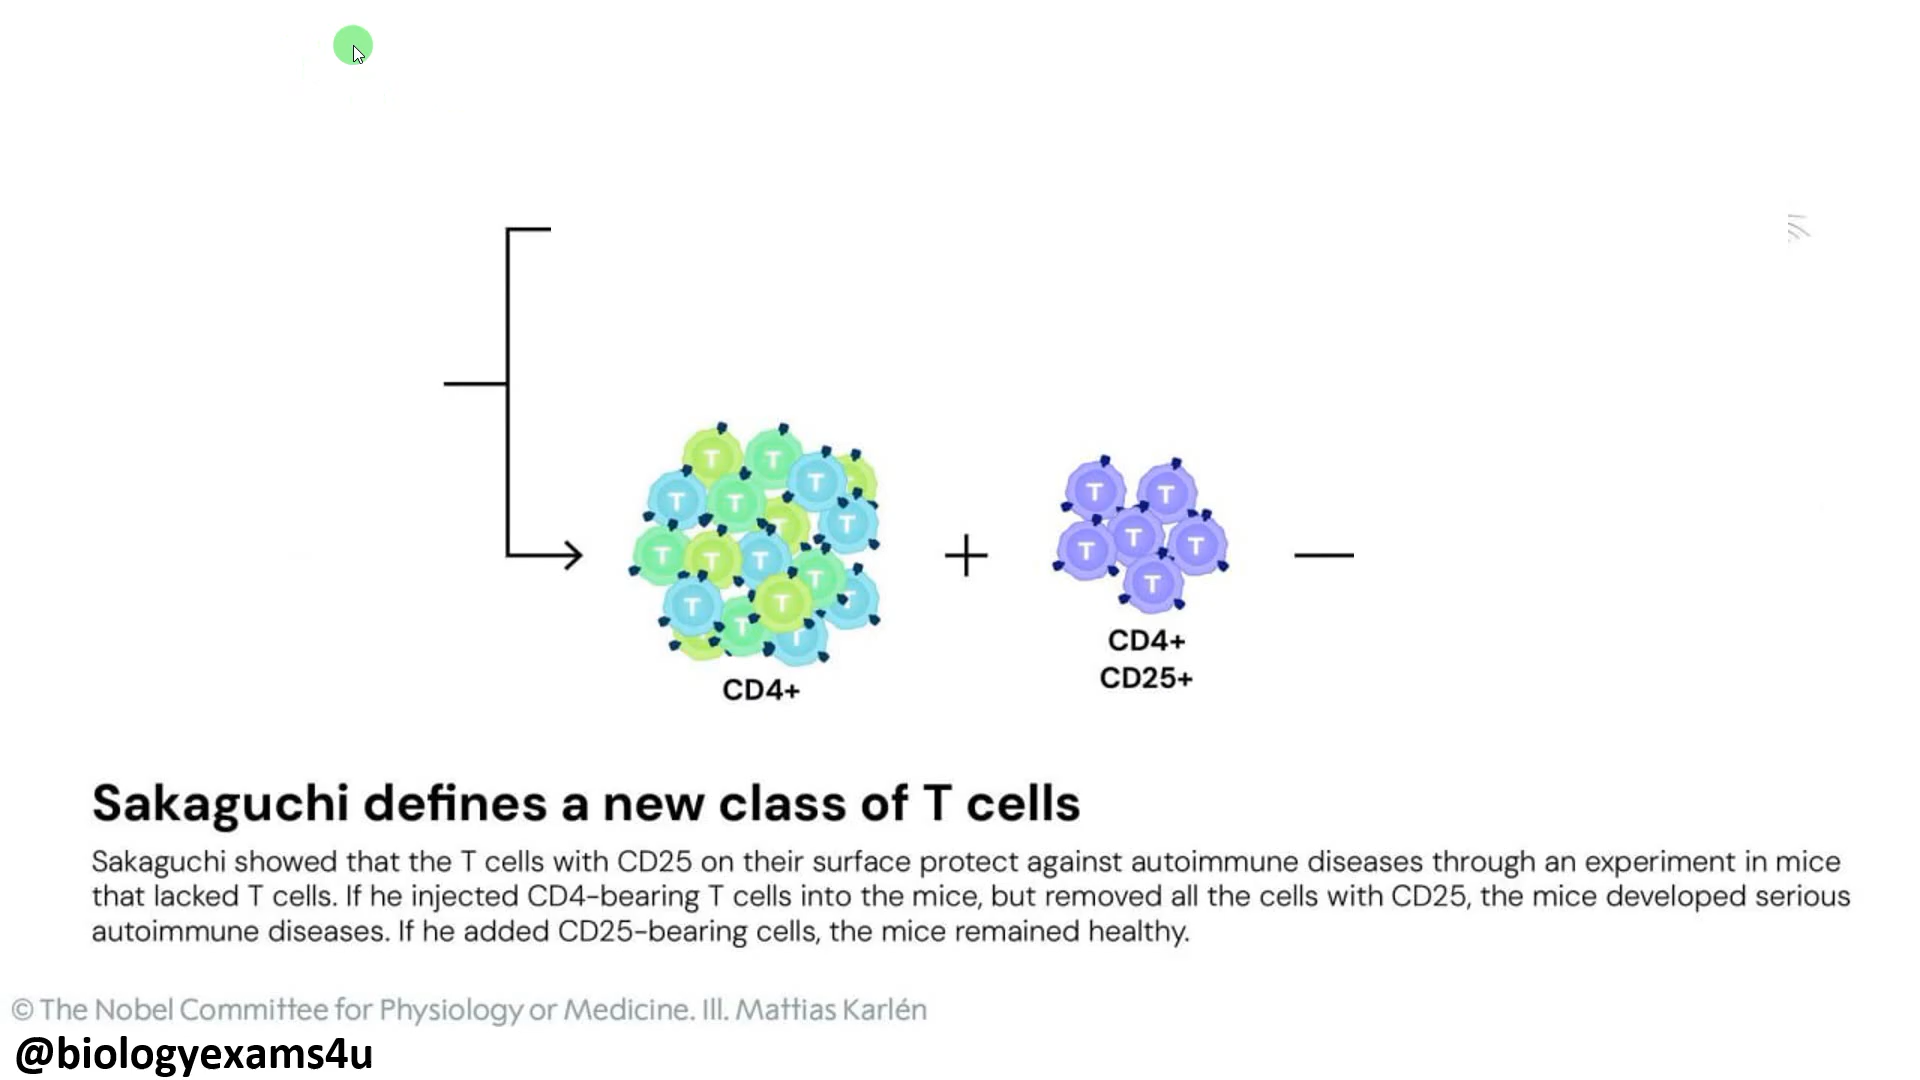 T T T T T T T T T T T T T T T
T T T T T T
CD4+
CD4+
CD25+
Sakaguchi defines a new class of T cells
Sakaguchi showed that the T cells with CD25 on their surface protect against autoimmune diseases through an experiment in mice
that lacked T cells. If he injected CD4-bearing T cells into the mice, but removed all the cells with CD25, the mice developed serious
autoimmune diseases. If he added CD25-bearing cells, the mice remained healthy.
© The Nobel Committee for Physiology or Medicine. Ill. Mattias Karlén
@biologyexams4u